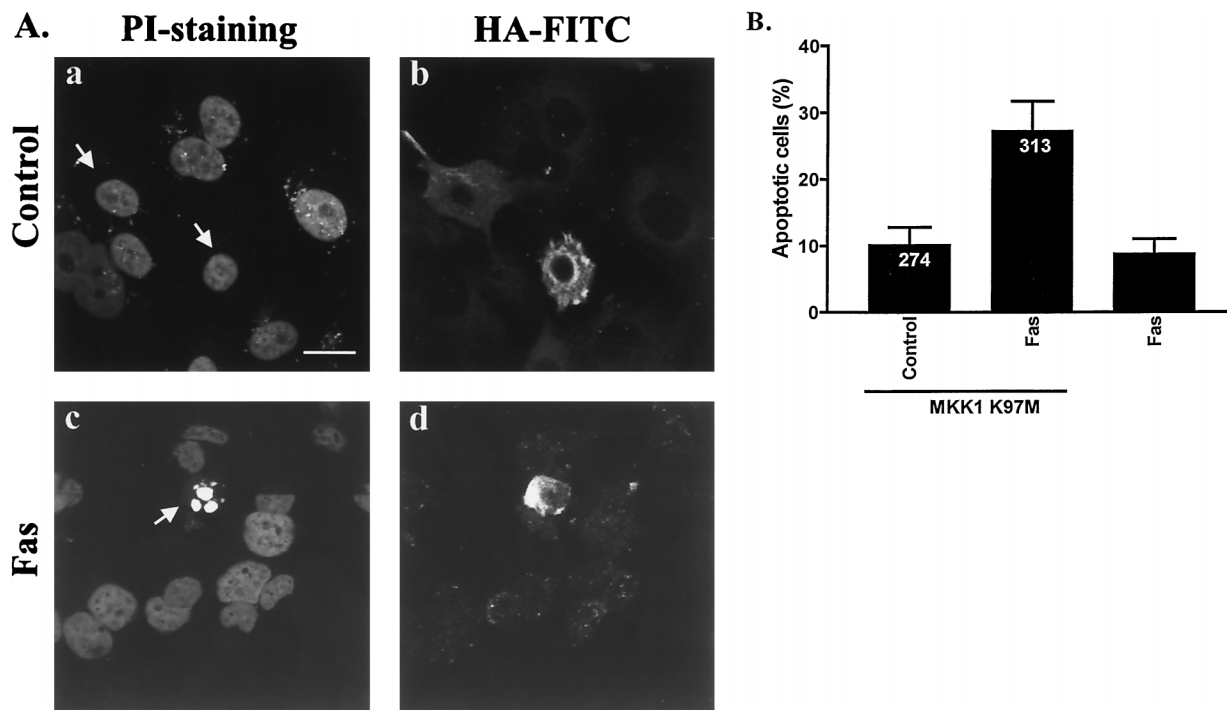 A.
PI-staining
HA-FITC
Control
a
b
Fas
c
d
B.
Apoptotic cells (%)
40
30
20
10
0
274
313
Control
Fas
Fas
MKK1 K97M